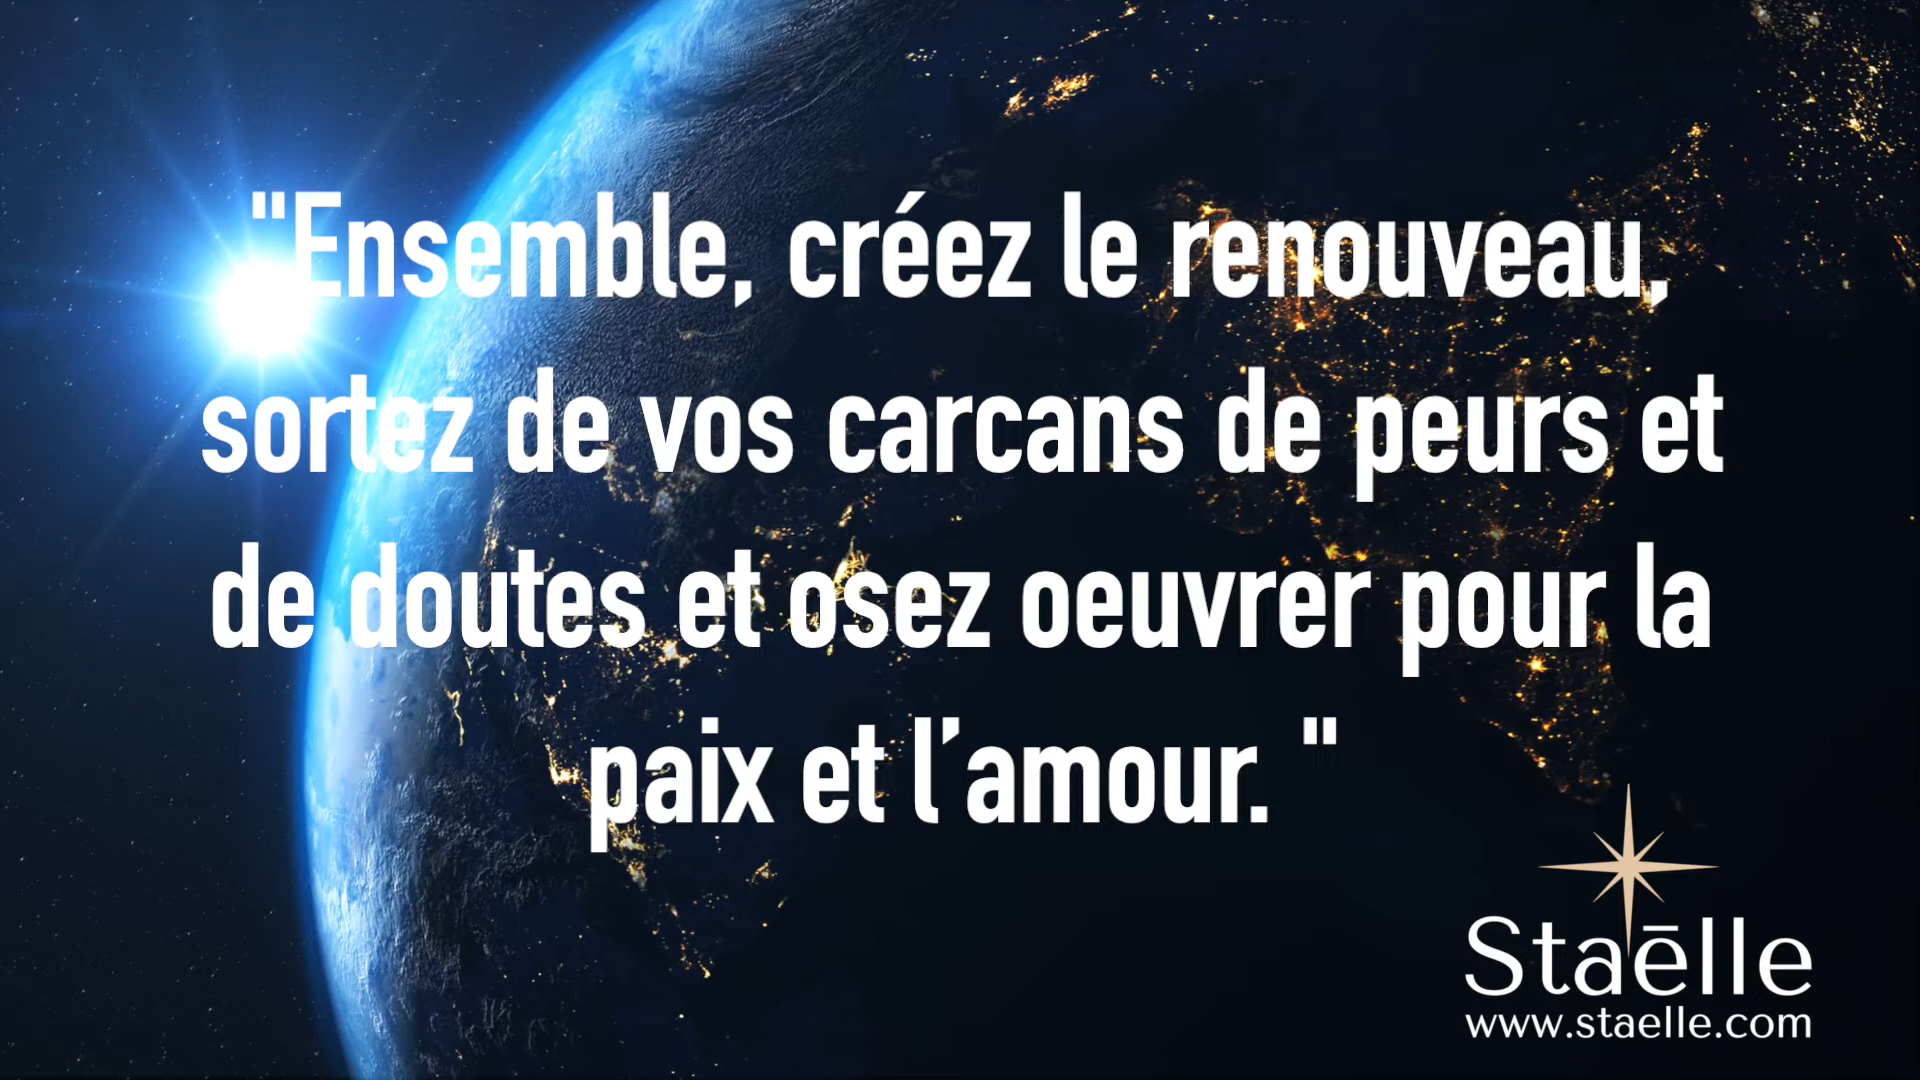 "Ensemble, créez le renouveau,
sortez de vos carcans de peurs et
de doutes et osez oeuvrer pour la
paix et l'amour. "
Staēlle
www.staelle.com